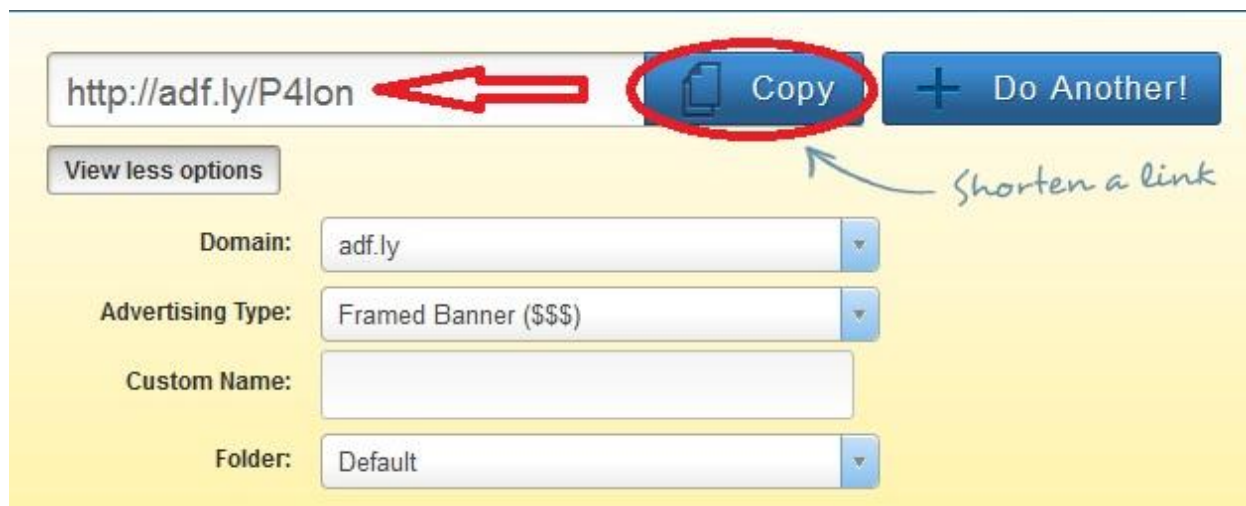 http://adf.ly/P4lon Copy Do Another!
View less options
Shorten a link
Domain: adf.ly
Advertising Type: Framed Banner ($$$)
Custom Name:
Folder: Default